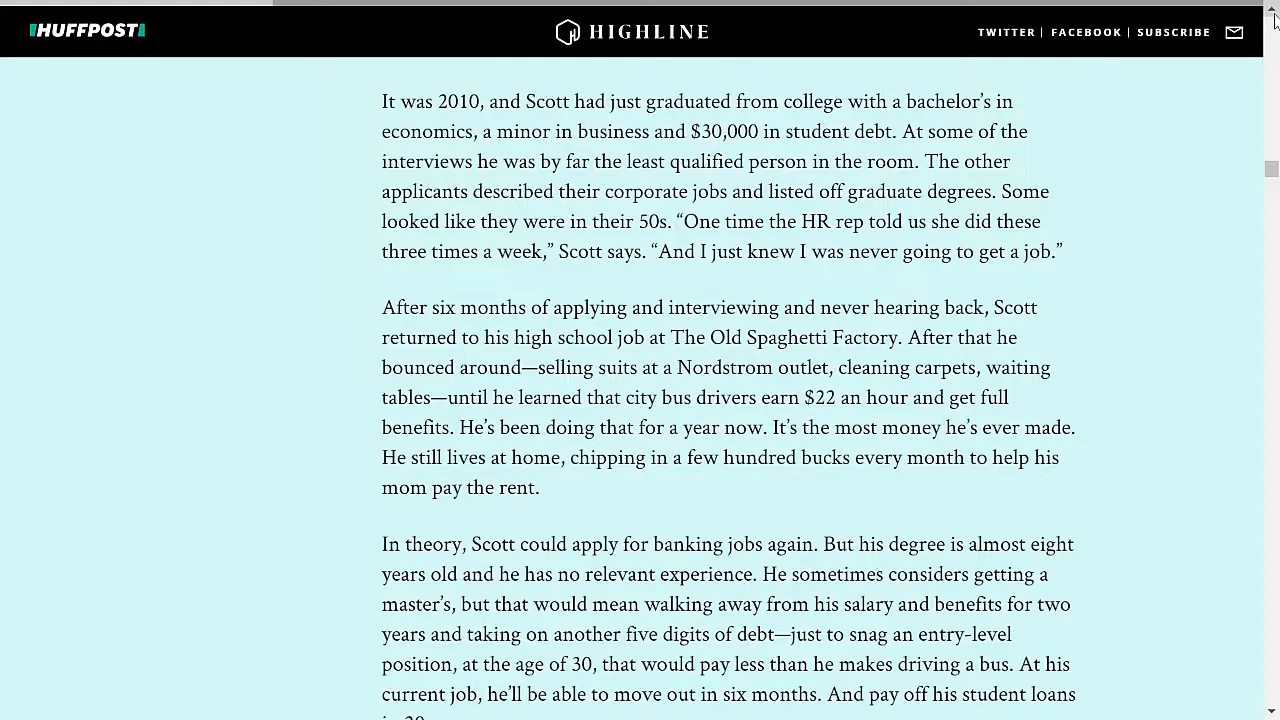 HUFFPOST
HIGHLINE
TWITTER | FACEBOOK | SUBSCRIBE
It was 2010, and Scott had just graduated from college with a bachelor’s in
economics, a minor in business and $30,000 in student debt. At some of the
interviews he was by far the least qualified person in the room. The other
applicants described their corporate jobs and listed off graduate degrees. Some
looked like they were in their 50s. “One time the HR rep told us she did these
three times a week,” Scott says. “And I just knew I was never going to get a job.”
After six months of applying and interviewing and never hearing back, Scott
returned to his high school job at The Old Spaghetti Factory. After that he
bounced around—selling suits at a Nordstrom outlet, cleaning carpets, waiting
tables—until he learned that city bus drivers earn $22 an hour and get full
benefits. He’s been doing that for a year now. It’s the most money he’s ever made.
He still lives at home, chipping in a few hundred bucks every month to help his
mom pay the rent.
In theory, Scott could apply for banking jobs again. But his degree is almost eight
years old and he has no relevant experience. He sometimes considers getting a
master’s, but that would mean walking away from his salary and benefits for two
years and taking on another five digits of debt—just to snag an entry-level
position, at the age of 30, that would pay less than he makes driving a bus. At his
current job, he’ll be able to move out in six months. And pay off his student loans